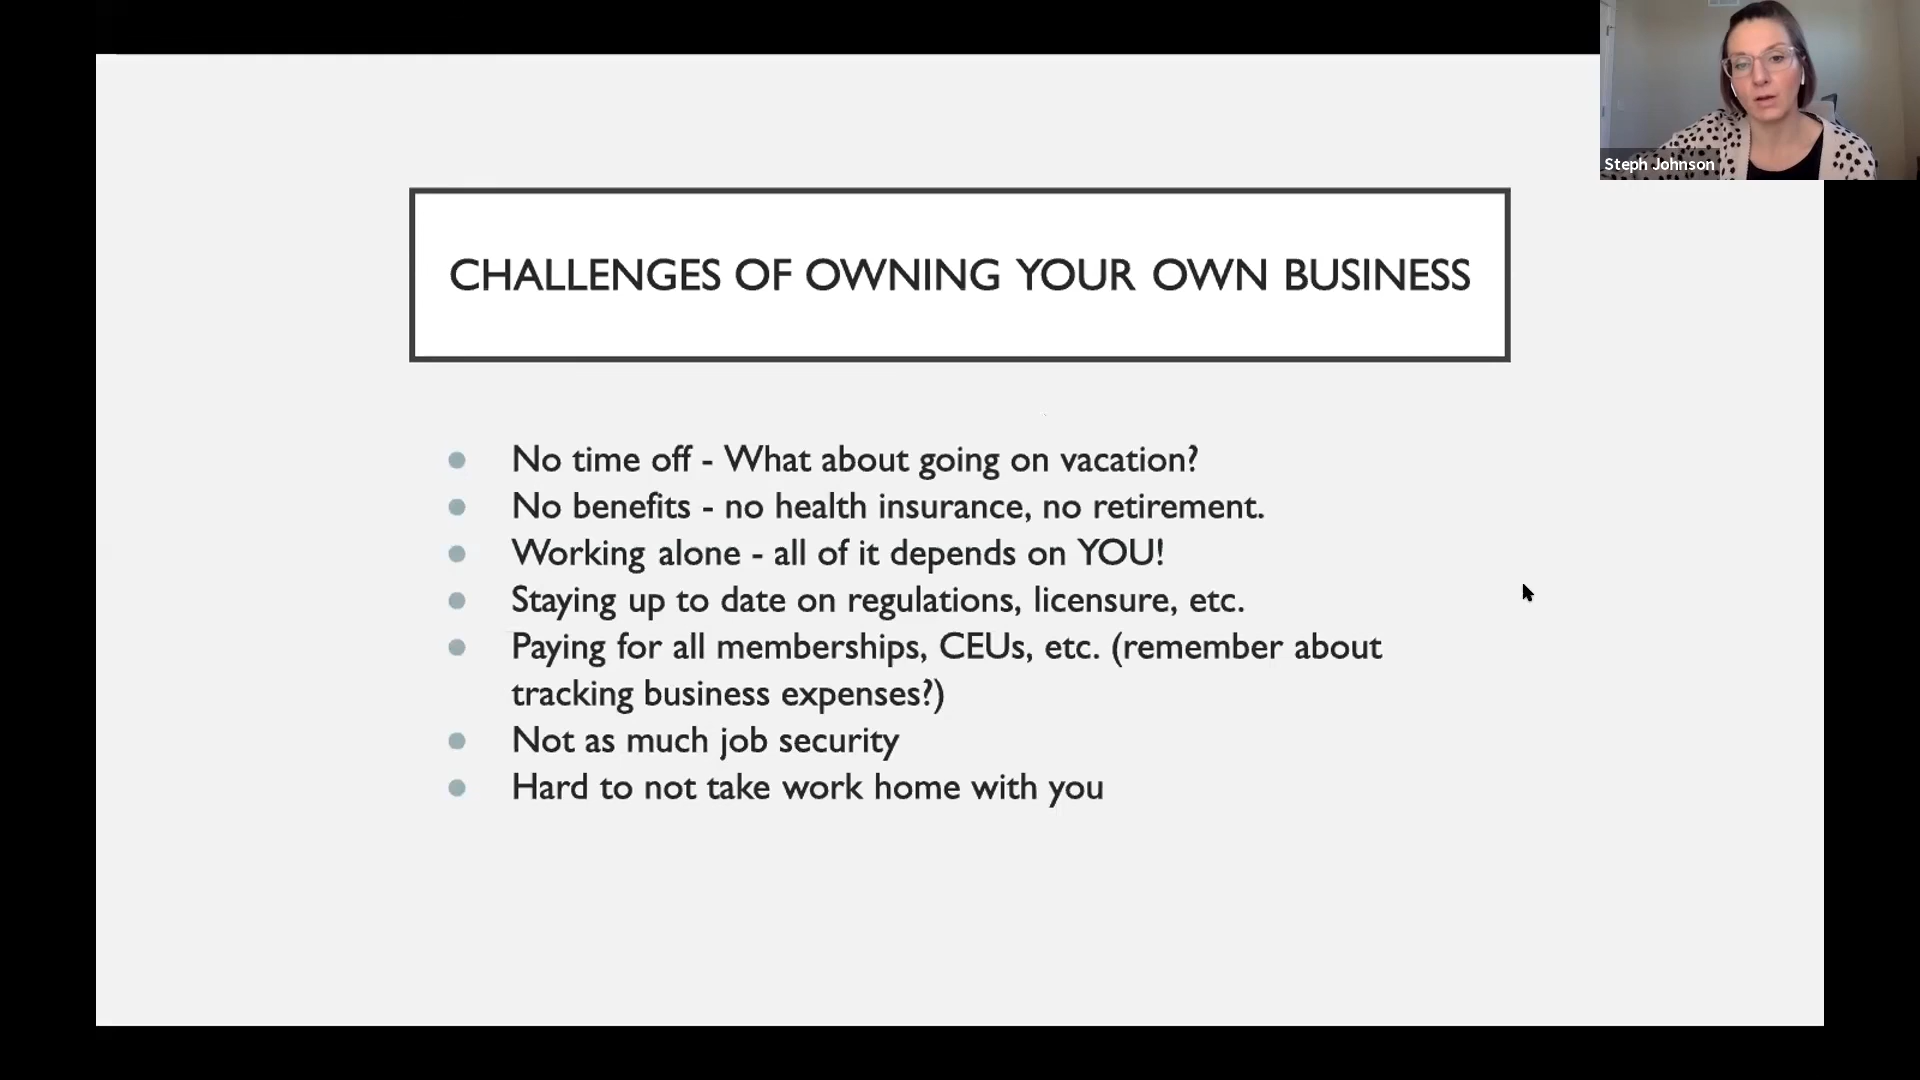 Steph Johnson
CHALLENGES OF OWNING YOUR OWN BUSINESS
No time off - What about going on vacation?
No benefits - no health insurance, no retirement.
Working alone - all of it depends on YOU!
Staying up to date on regulations, licensure, etc.
Paying for all memberships, CEUs, etc. (remember about
tracking business expenses?)
Not as much job security
Hard to not take work home with you